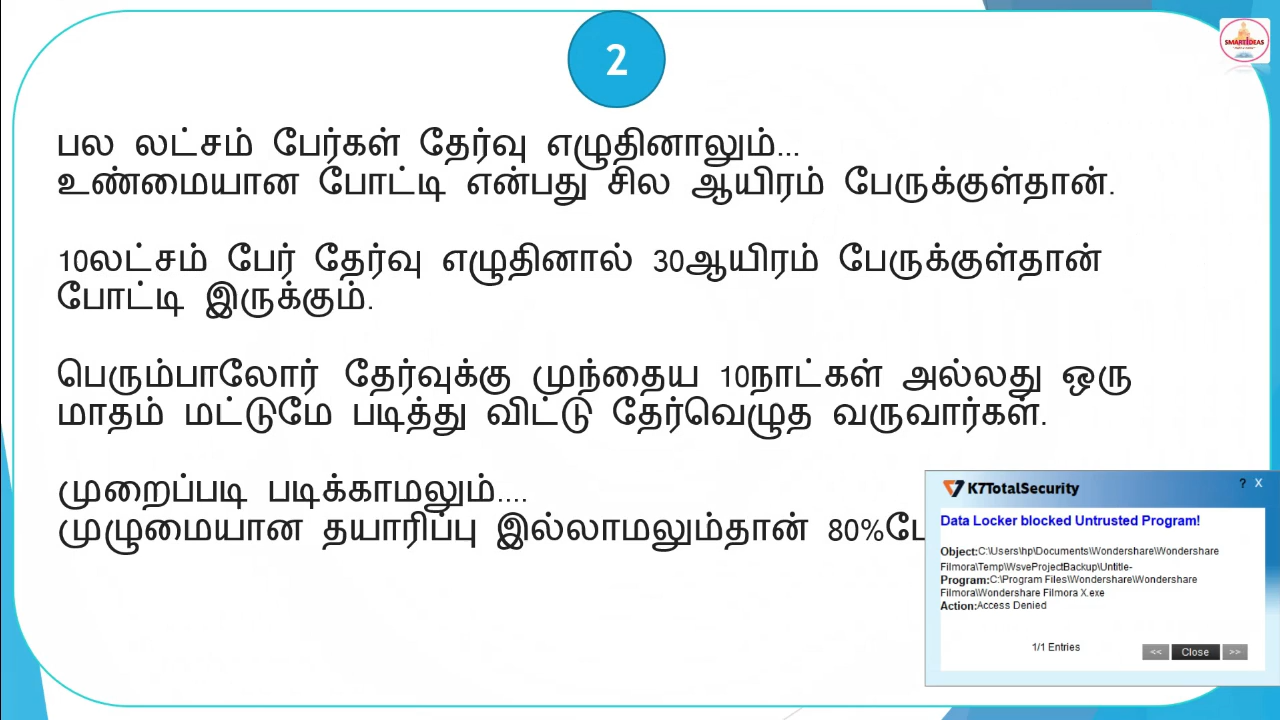 2
SMARTIDEAS
பல லட்சம் பேர்கள் தேர்வு எழுதினாலும்...
உண்மையான போட்டி என்பது சில ஆயிரம் பேருக்குள்தான்.
10லட்சம் பேர் தேர்வு எழுதினால் 30ஆயிரம் பேருக்குள்தான்
போட்டி இருக்கும்.
பெரும்பாலோர் தேர்வுக்கு முந்தைய 10நாட்கள் அல்லது ஒரு
மாதம் மட்டுமே படித்து விட்டு தேர்வெழுத வருவார்கள்.
முறைப்படி படிக்காமலும்....
முழுமையான தயாரிப்பு இல்லாமலும்தான் 80%பே
K7TotalSecurity ? X
Data Locker blocked Untrusted Program!
Object:C:\Users\hp\Documents\Wondershare\Wondershare
Filmora\Temp\WsveProjectBackup\Untitle-
Program:C:\Program Files\Wondershare\Wondershare
Filmora\Wondershare Filmora X.exe
Action:Access Denied
1/1 Entries
<< Close >>